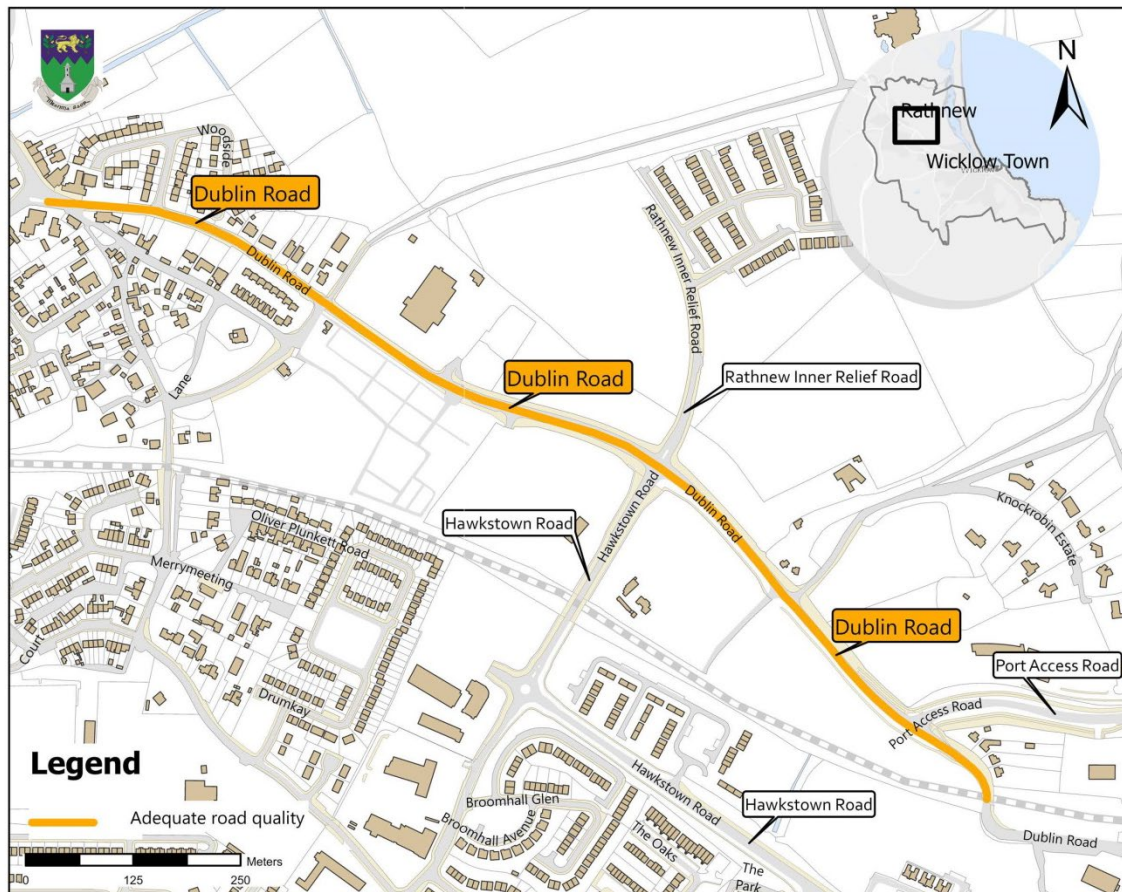 N
Rathnew
Wicklow Town
Wicklow
Woodside
Dublin Road
Dublin Road
Rathnew Inner Relief Road
Dublin Road
Rathnew Inner Relief Road
Lane
Hawkstown Road
Hawkstown Road
Dublin Road
Knockrobin Estate
Oliver Plunkett Road
Merrymeeting
Court
Dublin Road
Port Access Road
Port Access Road
Drumkay
Legend
Adequate road quality
Broomhall Glen
Broomhall Avenue
Hawkstown Road
Hawkstown Road
The Oaks
The Park
Dublin Road
Meters
0 125 250